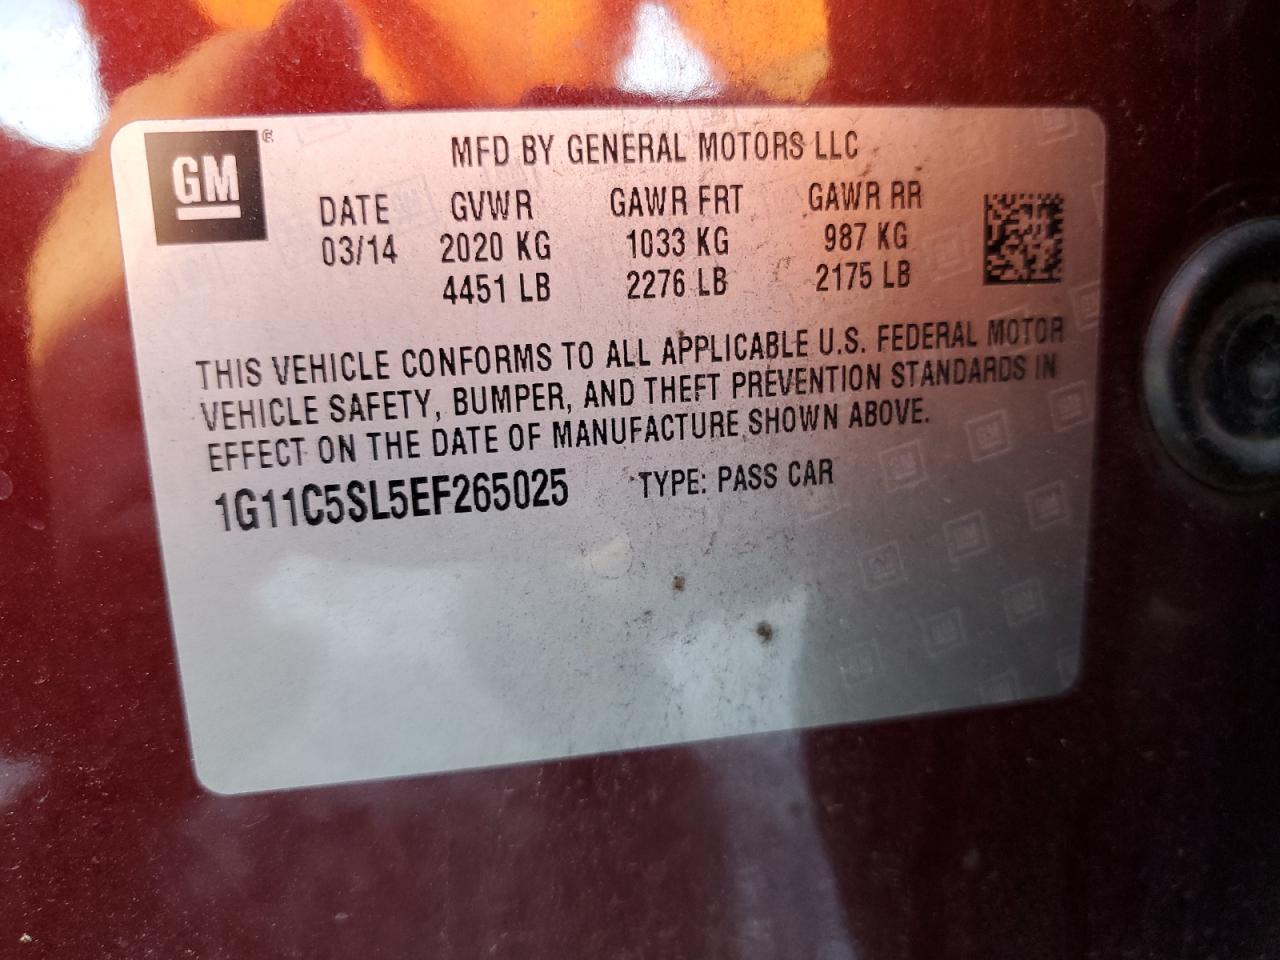 GM
MFD BY GENERAL MOTORS LLC
DATE GVWR GAWR FRT GAWR RR
03/14 2020 KG 1033 KG 987 KG
4451 LB 2276 LB 2175 LB
THIS VEHICLE CONFORMS TO ALL APPLICABLE U.S. FEDERAL MOTOR
VEHICLE SAFETY, BUMPER, AND THEFT PREVENTION STANDARDS IN
EFFECT ON THE DATE OF MANUFACTURE SHOWN ABOVE.
1G11C5SL5EF265025 TYPE: PASS CAR